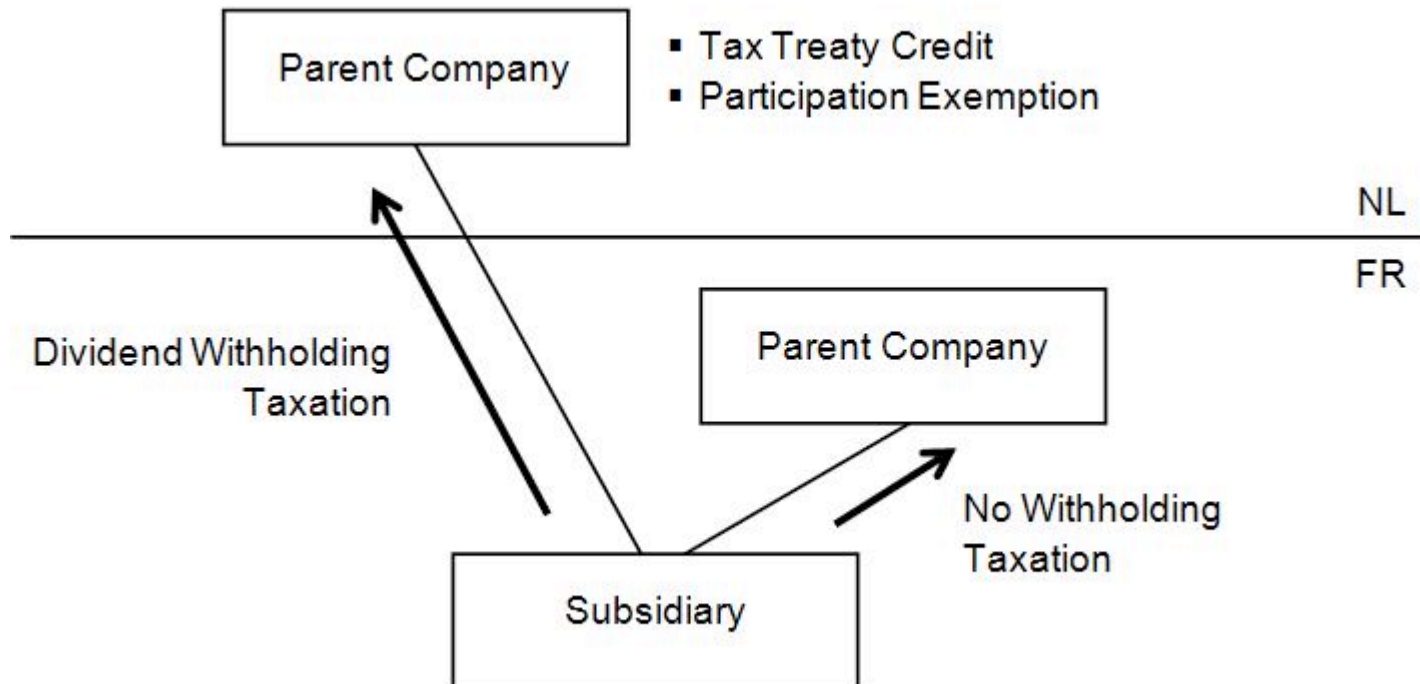 Parent Company
▪ Tax Treaty Credit
▪ Participation Exemption
NL
FR
Parent Company
Dividend Withholding
Taxation
No Withholding
Taxation
Subsidiary